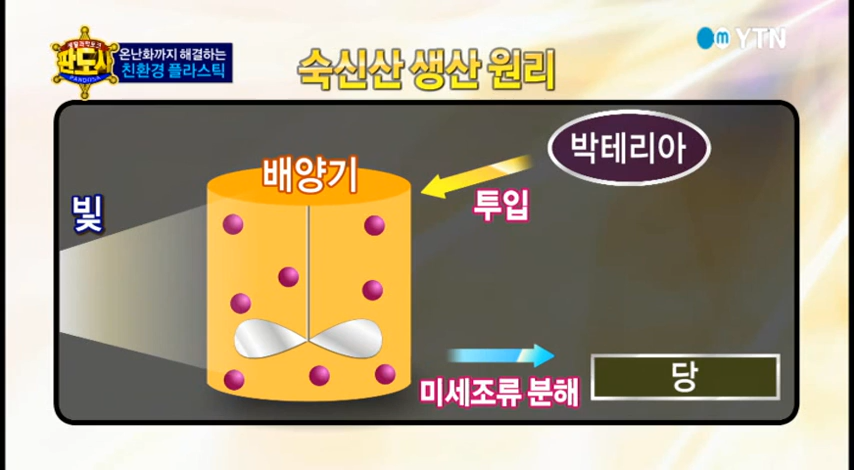 판도사
PANDORA
온난화까지 해결하는
친환경 플라스틱
숙신산 생산 원리
m YTN
박테리아
배양기
투입
빛
미세조류 분해
당